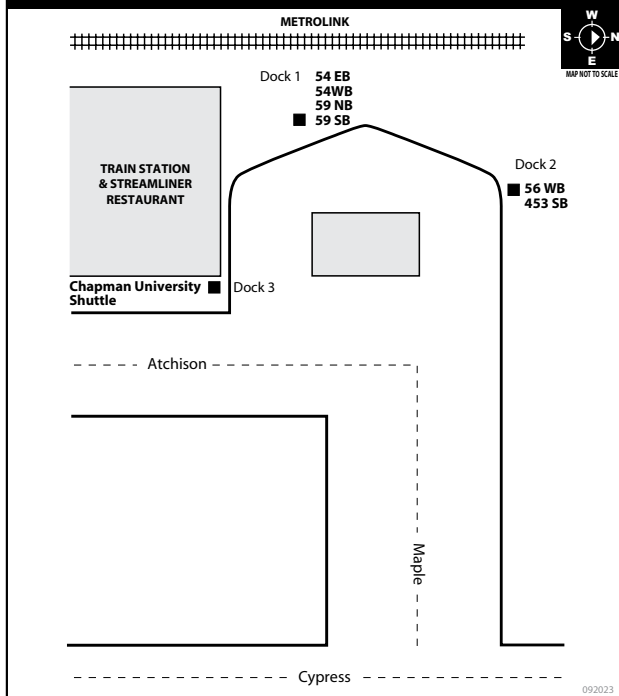 METROLINK
W
S N
E
MAP NOT TO SCALE
Dock 1 54 EB
54WB
59 NB
59 SB
TRAIN STATION
& STREAMLINER
RESTAURANT
Dock 2
56 WB
453 SB
Chapman University
Shuttle
Dock 3
Atchison
Maple
Cypress
092023